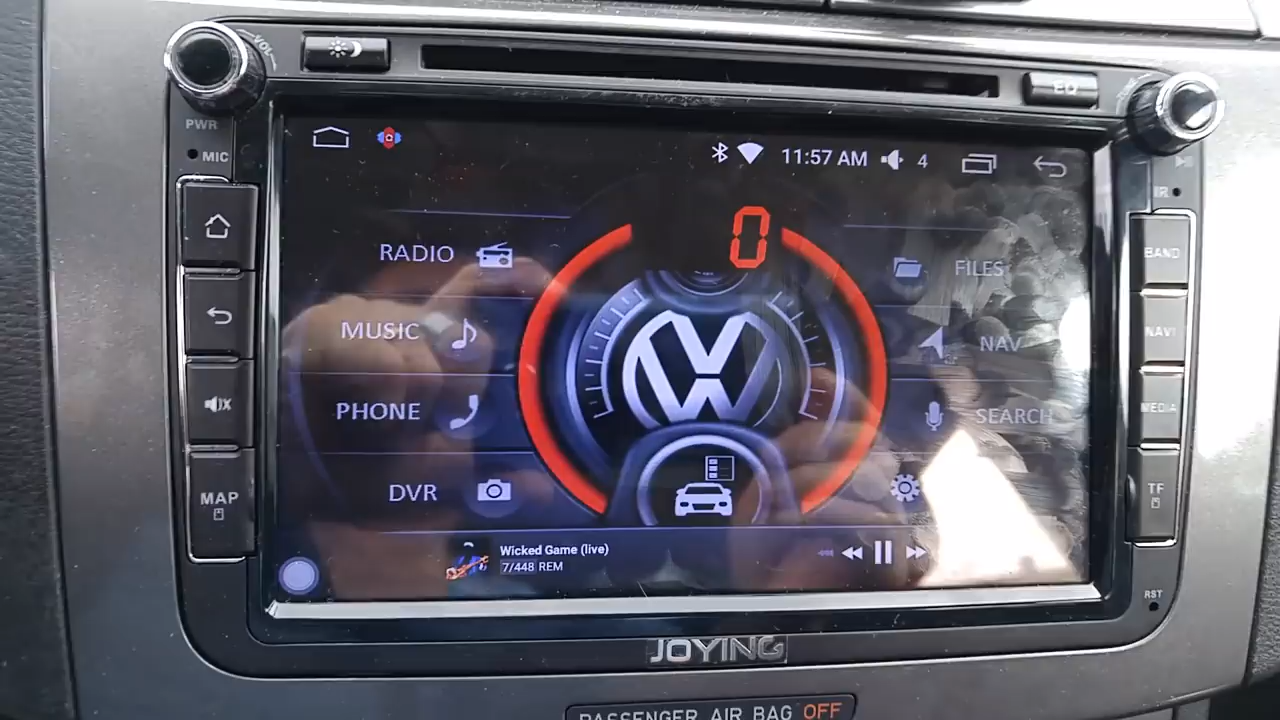 VOL
EQ
PWR
MIC
11:57 AM
4
IR
0
RADIO
FILES
BAND
MUSIC
NAV
NAVI
PHONE
SEARCH
MEDIA
MAP
DVR
TF
Wicked Game (live)
7/448 REM
RST
JOYING
PASSENGER AIR BAG OFF